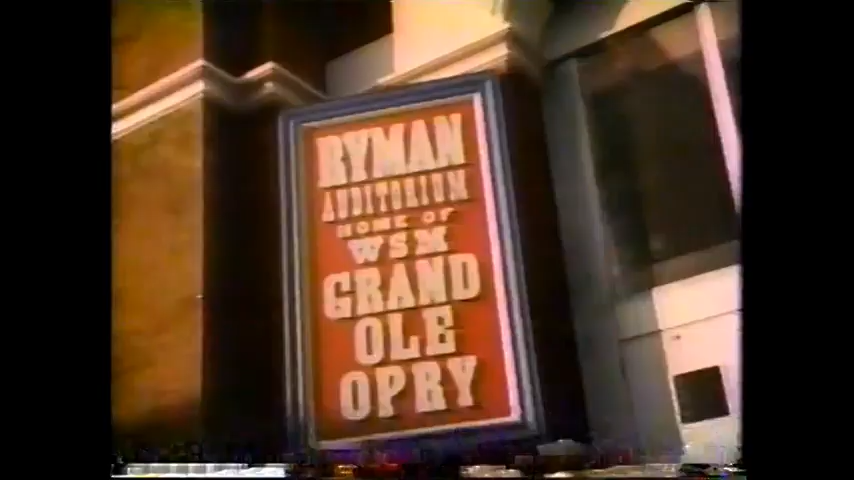 RYMAN
AUDITORIUM
HOME OF
WSM
GRAND
OLE
OPRY